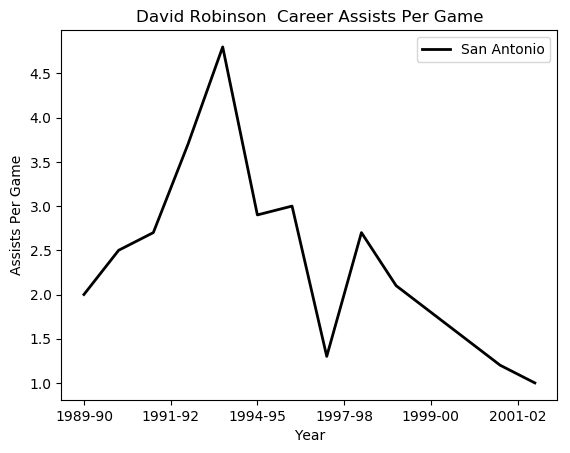 David Robinson  Career Assists Per Game
San Antonio
Assists Per Game
4.5
4.0
3.5
3.0
2.5
2.0
1.5
1.0
1989-90 1991-92 1994-95 1997-98 1999-00 2001-02
Year